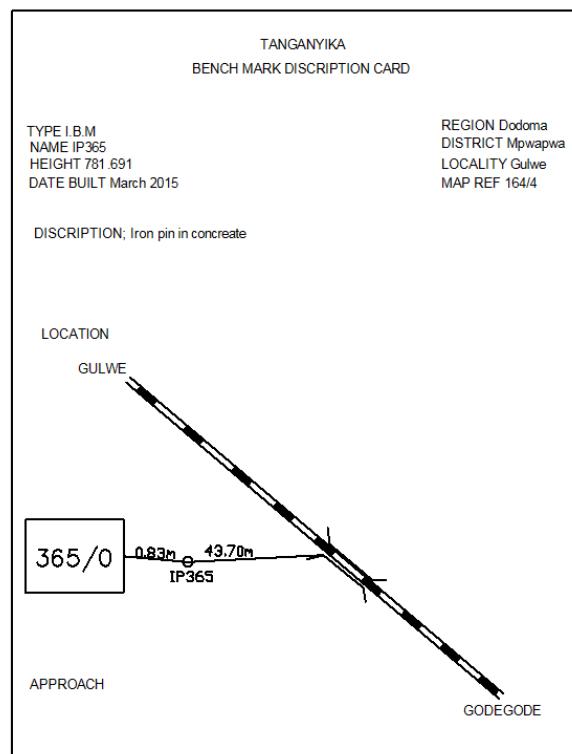 TANGANYIKA
BENCH MARK DISCRIPTION CARD
TYPE I.B.M
NAME IP365
HEIGHT 781.691
DATE BUILT March 2015
REGION Dodoma
DISTRICT Mpwapwa
LOCALITY Gulwe
MAP REF 164/4
DISCRIPTION; Iron pin in concreate
LOCATION
GULWE
365/0
0.83m
43.70m
IP365
APPROACH
GODEGODE